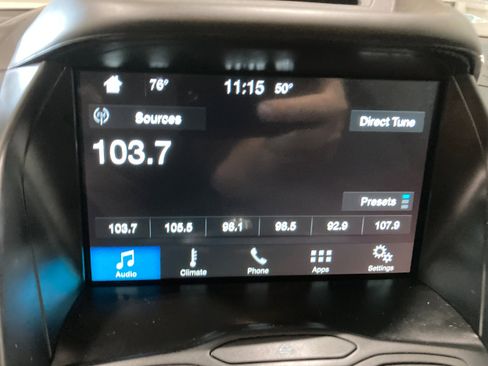 76° 11:15 50°
Sources
Direct Tune
103.7
Presets
103.7 105.5 98.1 98.5 92.9 107.9
Audio Climate Phone Apps Settings